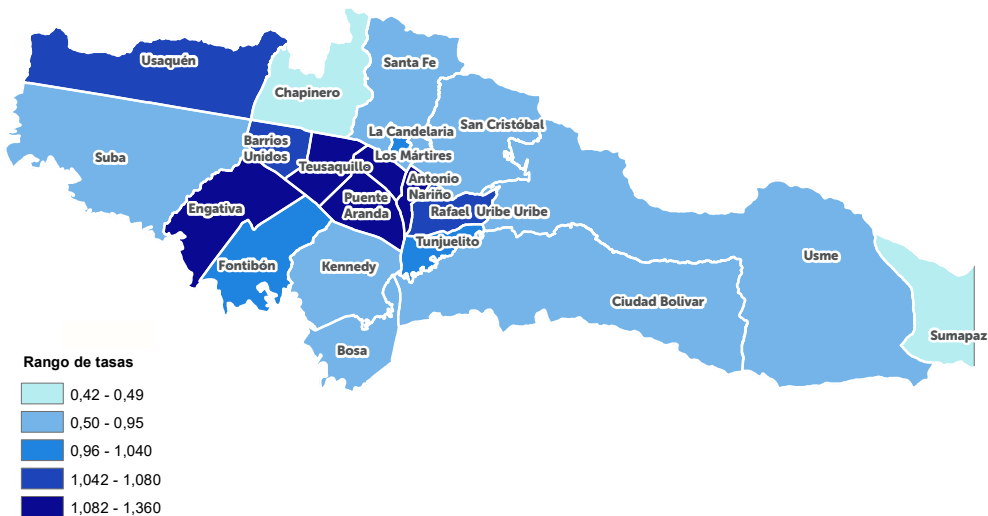 Usaquén
Santa Fe
Chapinero
San Cristóbal
La Candelaria
Barrios
Unidos
Los Mártires
Suba
Teusaquillo
Antonio
Nariño
Puente
Aranda
Engativa
Rafael Uribe Uribe
Tunjuelito
Usme
Fontibón
Kennedy
Ciudad Bolivar
Sumapaz
Bosa
Rango de tasas
0,42 - 0,49
0,50 - 0,95
0,96 - 1,040
1,042 - 1,080
1,082 - 1,360